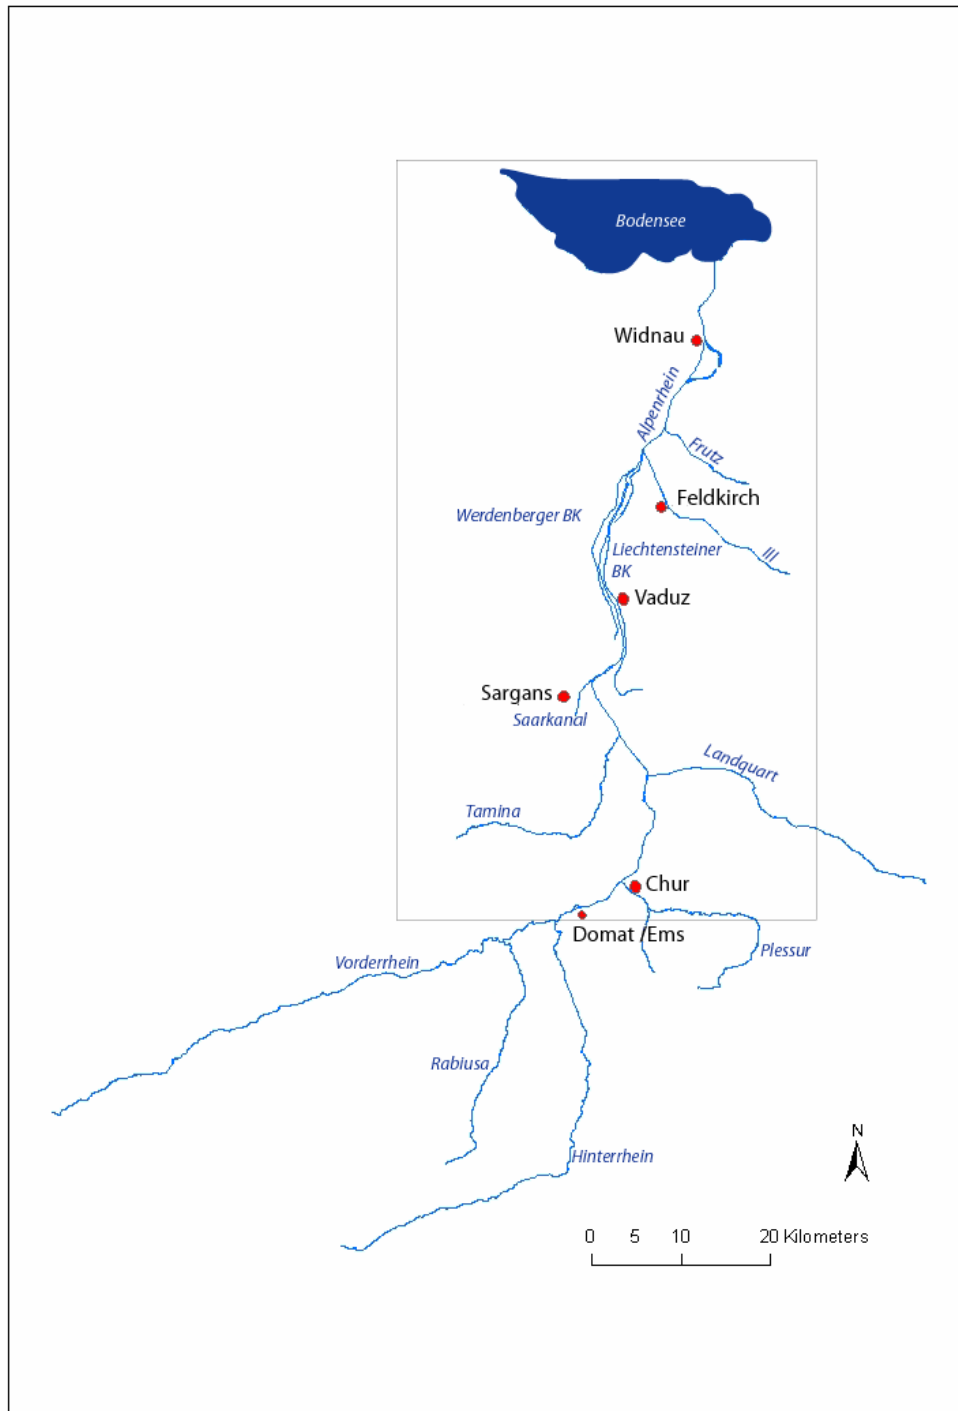 Bodensee
Widnau
Alpenrhein
Frutz
Feldkirch
Werdenberger BK
Liechtensteiner
BK
Ill
Vaduz
Sargans
Saarkanal
Landquart
Tamina
Chur
Domat /Ems
Plessur
Vorderrhein
Rabiusa
Hinterrhein
N
0 5 10 20 Kilometers